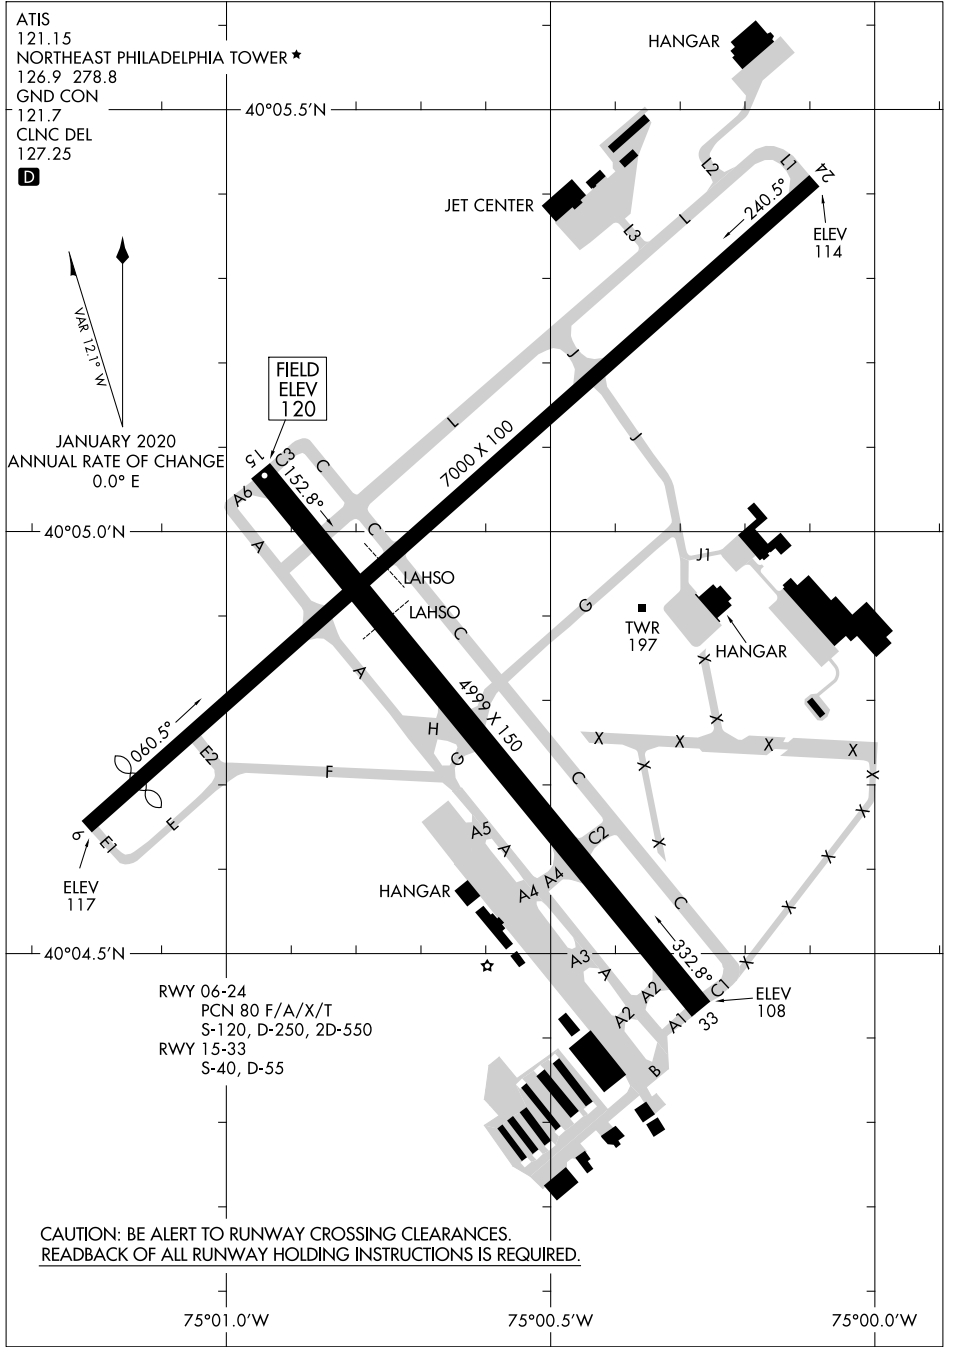 ATIS
121.15
NORTHEAST PHILADELPHIA TOWER ★
126.9 278.8
GND CON
121.7
CLNC DEL
127.25
D
HANGAR
40°05.5'N
JET CENTER
L1
24
L2
L
L3
240.5°
ELEV
114
VAR 12.1° W
JANUARY 2020
ANNUAL RATE OF CHANGE
0.0° E
FIELD
ELEV
120
J
J
L
7000 X 100
15
C3
C
152.8°
A6
A
C
40°05.0'N
LAHSO
LAHSO
J1
G
TWR
197
HANGAR
C
A
X
X
4999 X 150
H
G
X
X
X
X
X
X
060.5°
E2
F
E
E1
6
ELEV
117
C
C2
X
X
X
X
A5
A
A4
A4
HANGAR
C
X
40°04.5'N
A3
A
332.8°
A2
A2
A1
C1
33
ELEV
108
B
RWY 06-24
PCN 80 F/A/X/T
S-120, D-250, 2D-550
RWY 15-33
S-40, D-55
CAUTION: BE ALERT TO RUNWAY CROSSING CLEARANCES.
READBACK OF ALL RUNWAY HOLDING INSTRUCTIONS IS REQUIRED.
75°01.0'W
75°00.5'W
75°00.0'W